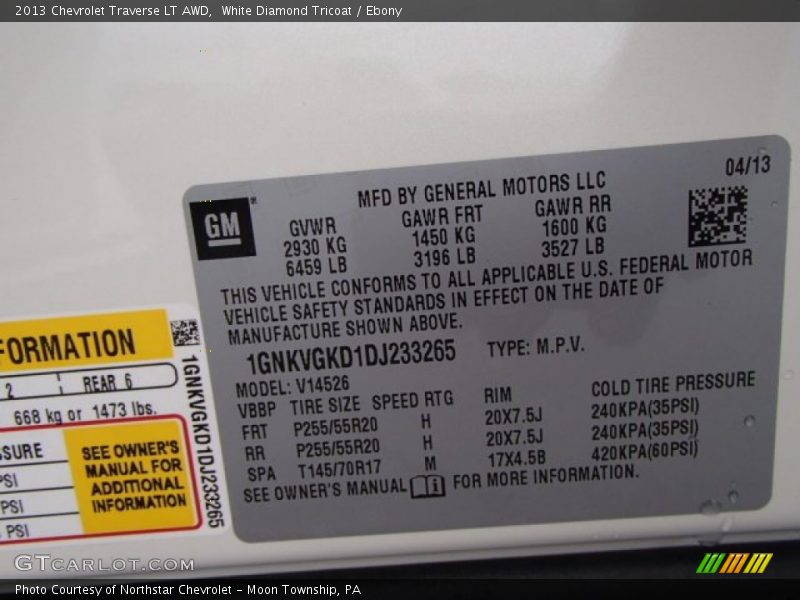 2013 Chevrolet Traverse LT AWD,  White Diamond Tricoat / Ebony
04/13
GM
MFD BY GENERAL MOTORS LLC
GVWR GAWR FRT GAWR RR
2930 KG 1450 KG 1600 KG
6459 LB 3196 LB 3527 LB
THIS VEHICLE CONFORMS TO ALL APPLICABLE U.S. FEDERAL MOTOR
VEHICLE SAFETY STANDARDS IN EFFECT ON THE DATE OF
MANUFACTURE SHOWN ABOVE.
1GNKVGKD1DJ233265 TYPE: M.P.V.
MODEL: V14526
VBBP TIRE SIZE SPEED RTG RIM COLD TIRE PRESSURE
FRT P255/55R20 H 20X7.5J 240KPA(35PSI)
RR P255/55R20 H 20X7.5J 240KPA(35PSI)
SPA T145/70R17 M 17X4.5B 420KPA(60PSI)
SEE OWNER'S MANUAL FOR MORE INFORMATION.
FORMATION
2 REAR 6
668 kg or 1473 lbs.
SSURE
PSI
PSI
PSI
SEE OWNER'S
MANUAL FOR
ADDITIONAL
INFORMATION
1GNKVGKD1DJ233265
GTCARLOT.COM
Photo Courtesy of Northstar Chevrolet - Moon Township, PA